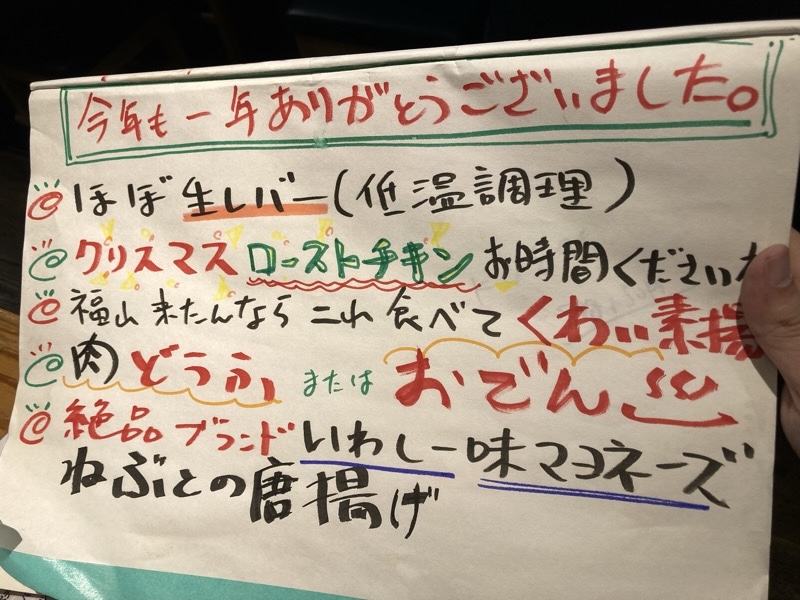 今年も一年ありがとうございました。
ほぼ生レバー(低温調理)
クリスマスローストチキン お時間ください
福山来たんなら これ食べて くわい素揚
肉どうふ または おでん
絶品ブランドいわし一味マヨネーズ
ねぶとの唐揚げ